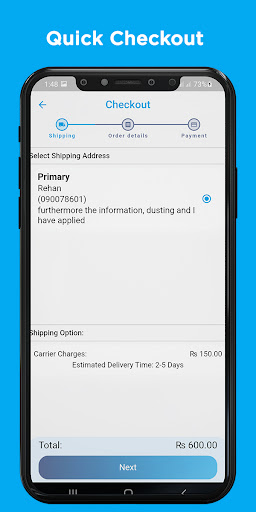 Quick Checkout
1:48
73%
Checkout
Shipping
Order details
Payment
Select Shipping Address
Primary
Rehan
(090078601)
furthermore the information, dusting and I
have applied
Shipping Option:
Carrier Charges: ₨ 150.00
Estimated Delivery Time: 2-5 Days
Total: ₨ 600.00
Next